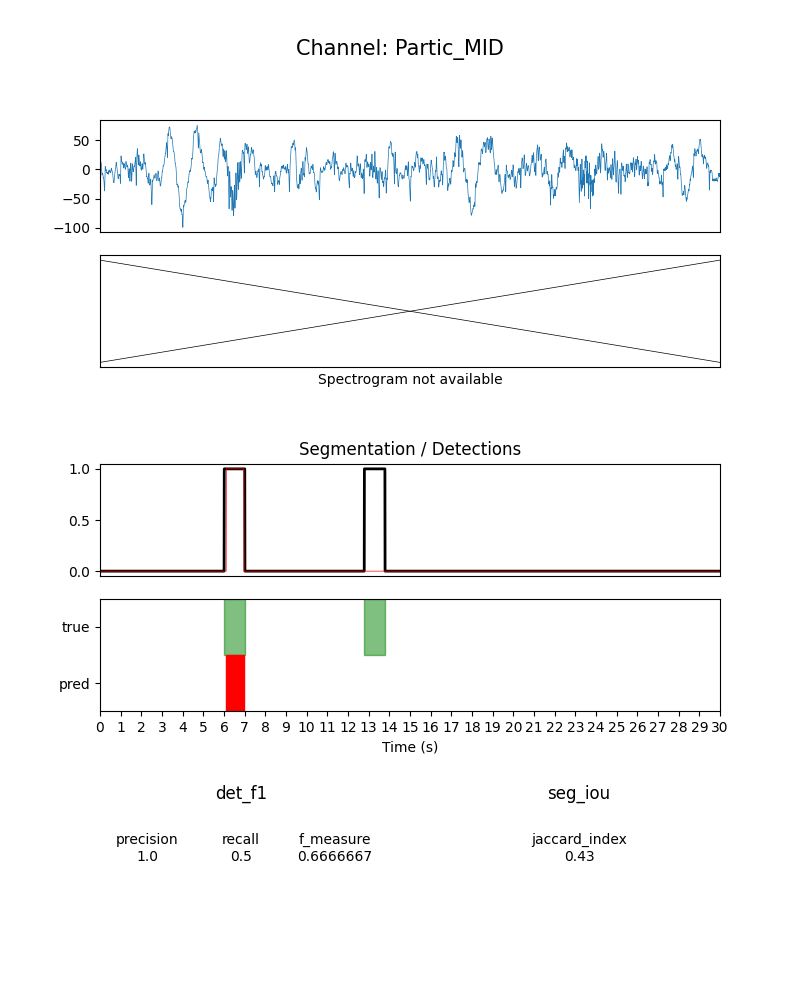 Channel: Partic_MID
50
0
−50
−100
Spectrogram not available
Segmentation / Detections
1.0
0.5
0.0
true
pred
0 1 2 3 4 5 6 7 8 9 10 11 12 13 14 15 16 17 18 19 20 21 22 23 24 25 26 27 28 29 30
Time (s)
det_f1 seg_iou
precision recall f_measure jaccard_index
1.0 0.5 0.6666667 0.43